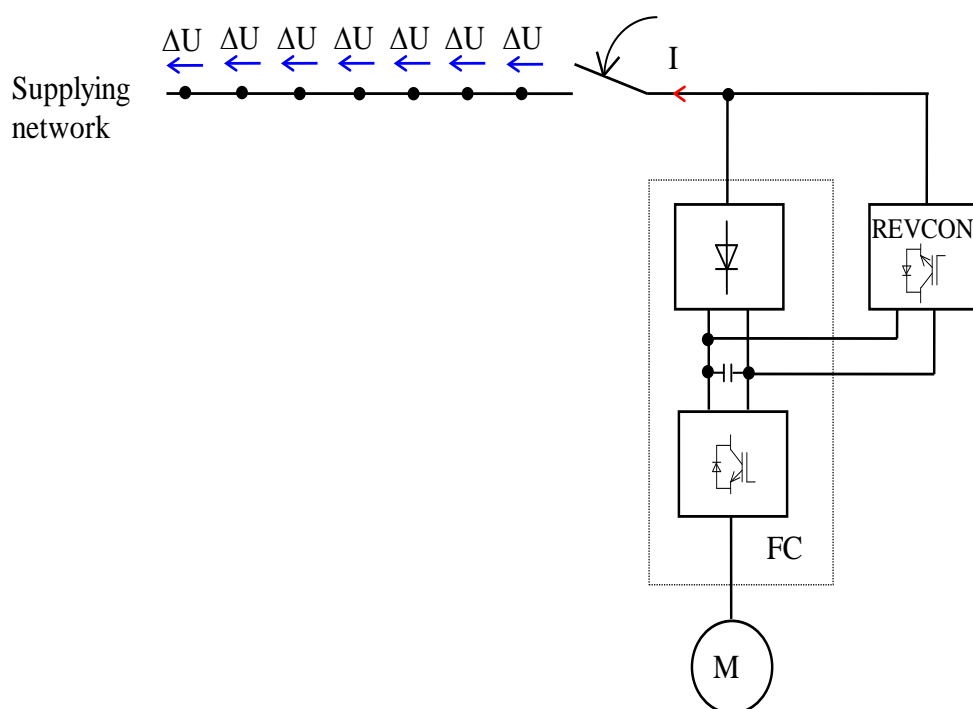 ΔU ΔU ΔU ΔU ΔU ΔU ΔU
I
Supplying
network
REVCON
FC
M